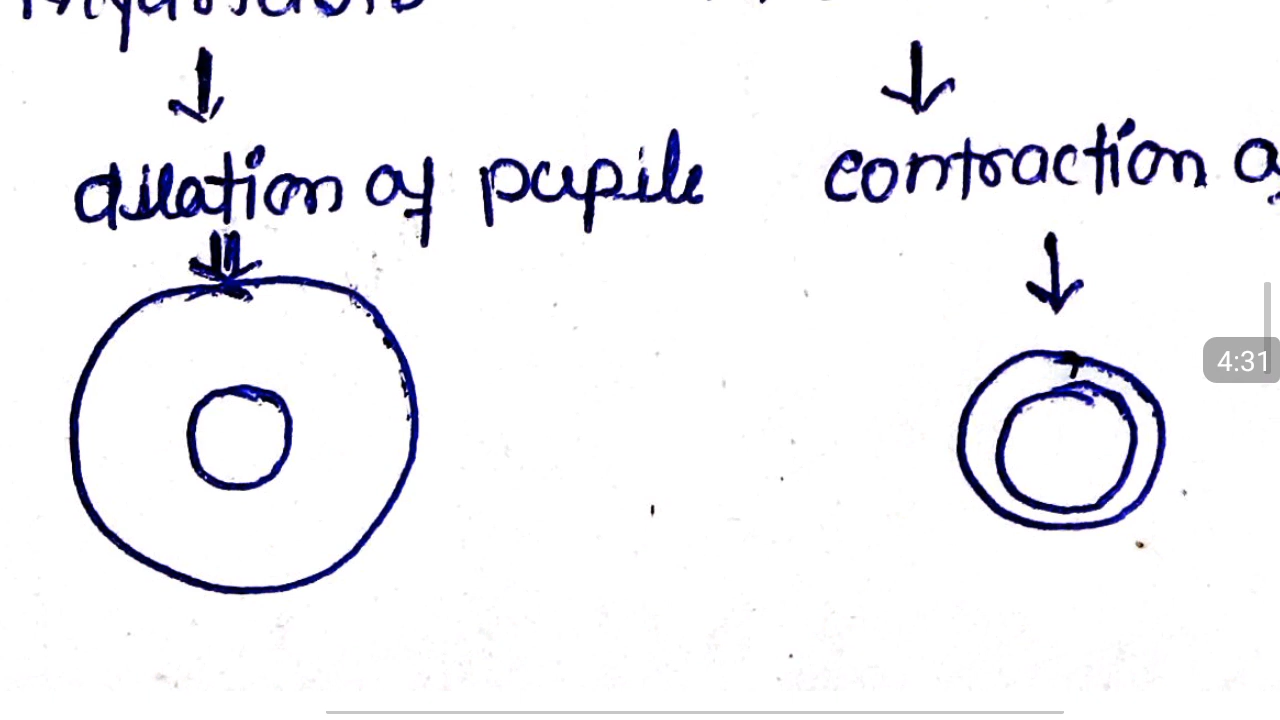 dilation of pupile
contraction
4:31